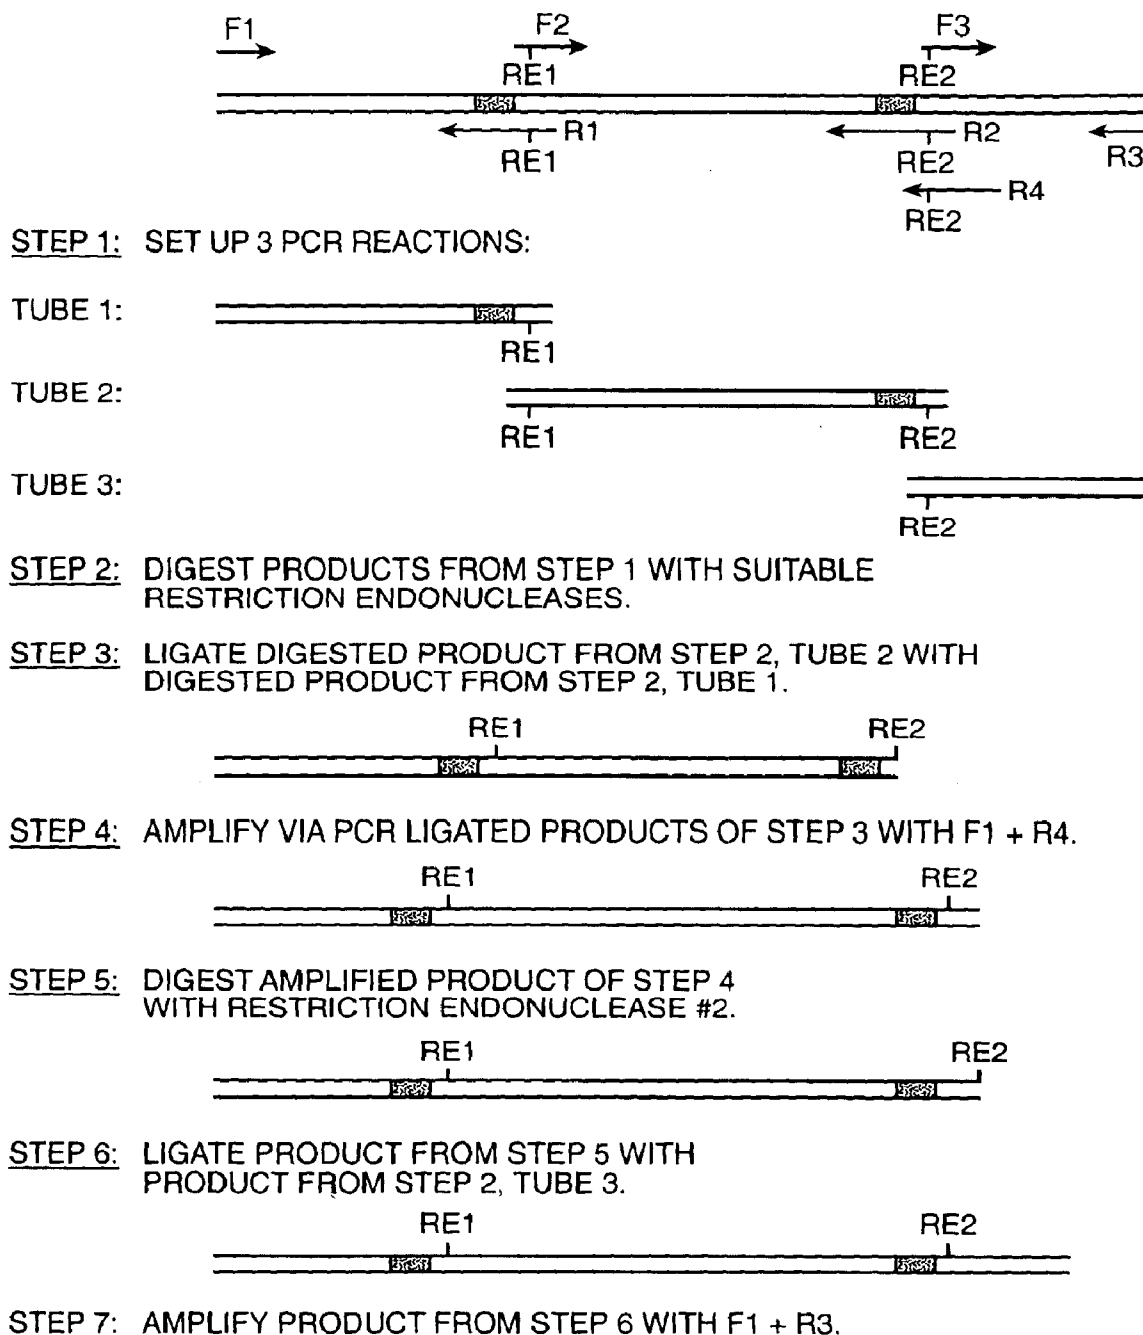 F1 F2 F3
RE1 RE2
R1 R2
RE1 RE2 R3
R4
RE2
STEP 1: SET UP 3 PCR REACTIONS:
TUBE 1:
RE1
TUBE 2:
RE1 RE2
TUBE 3:
RE2
STEP 2: DIGEST PRODUCTS FROM STEP 1 WITH SUITABLE
RESTRICTION ENDONUCLEASES.
STEP 3: LIGATE DIGESTED PRODUCT FROM STEP 2, TUBE 2 WITH
DIGESTED PRODUCT FROM STEP 2, TUBE 1.
RE1 RE2
STEP 4: AMPLIFY VIA PCR LIGATED PRODUCTS OF STEP 3 WITH F1 + R4.
RE1 RE2
STEP 5: DIGEST AMPLIFIED PRODUCT OF STEP 4
WITH RESTRICTION ENDONUCLEASE #2.
RE1 RE2
STEP 6: LIGATE PRODUCT FROM STEP 5 WITH
PRODUCT FROM STEP 2, TUBE 3.
RE1 RE2
STEP 7: AMPLIFY PRODUCT FROM STEP 6 WITH F1 + R3.